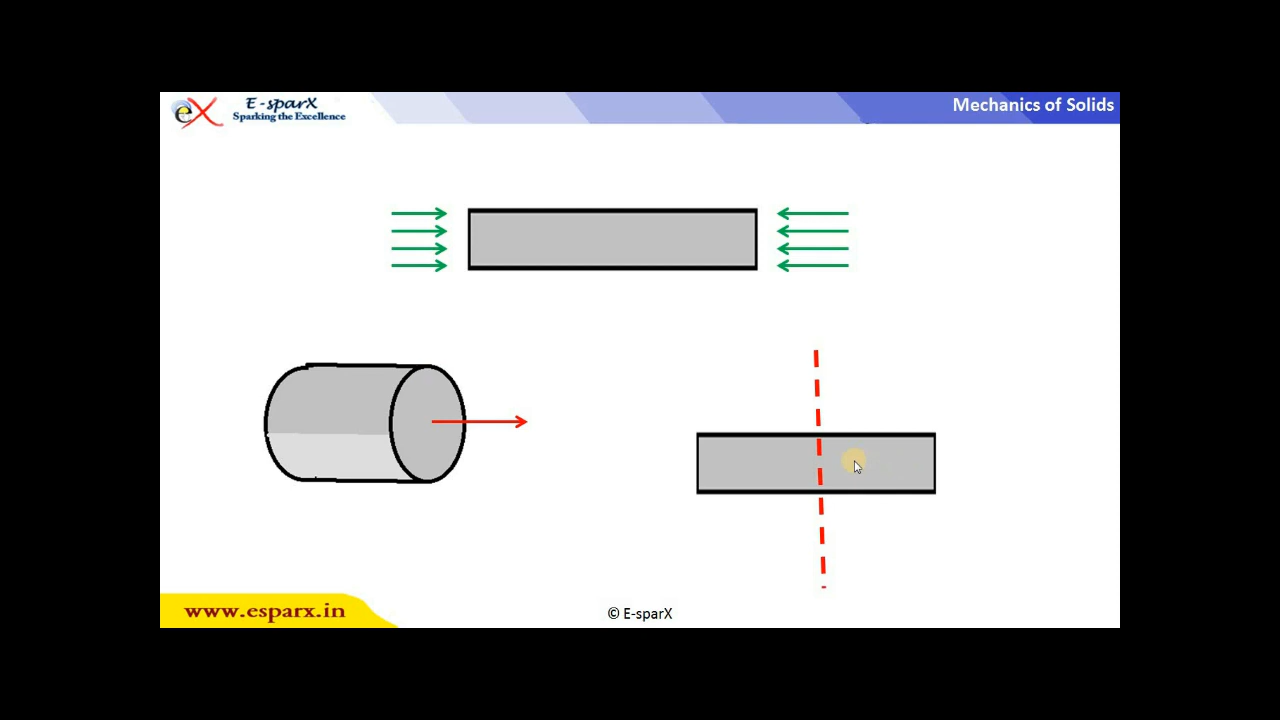 E-sparX
Sparking the Excellence
Mechanics of Solids
www.esparx.in
© E-sparX